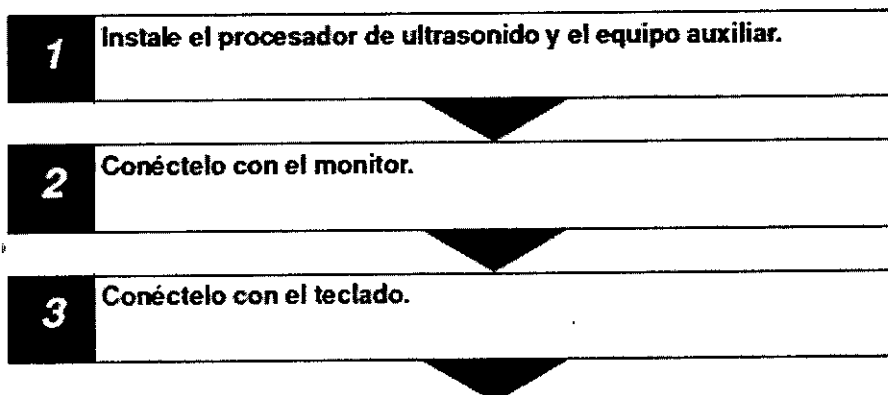 1 Instale el procesador de ultrasonido y el equipo auxiliar.
2 Conéctelo con el monitor.
3 Conéctelo con el teclado.